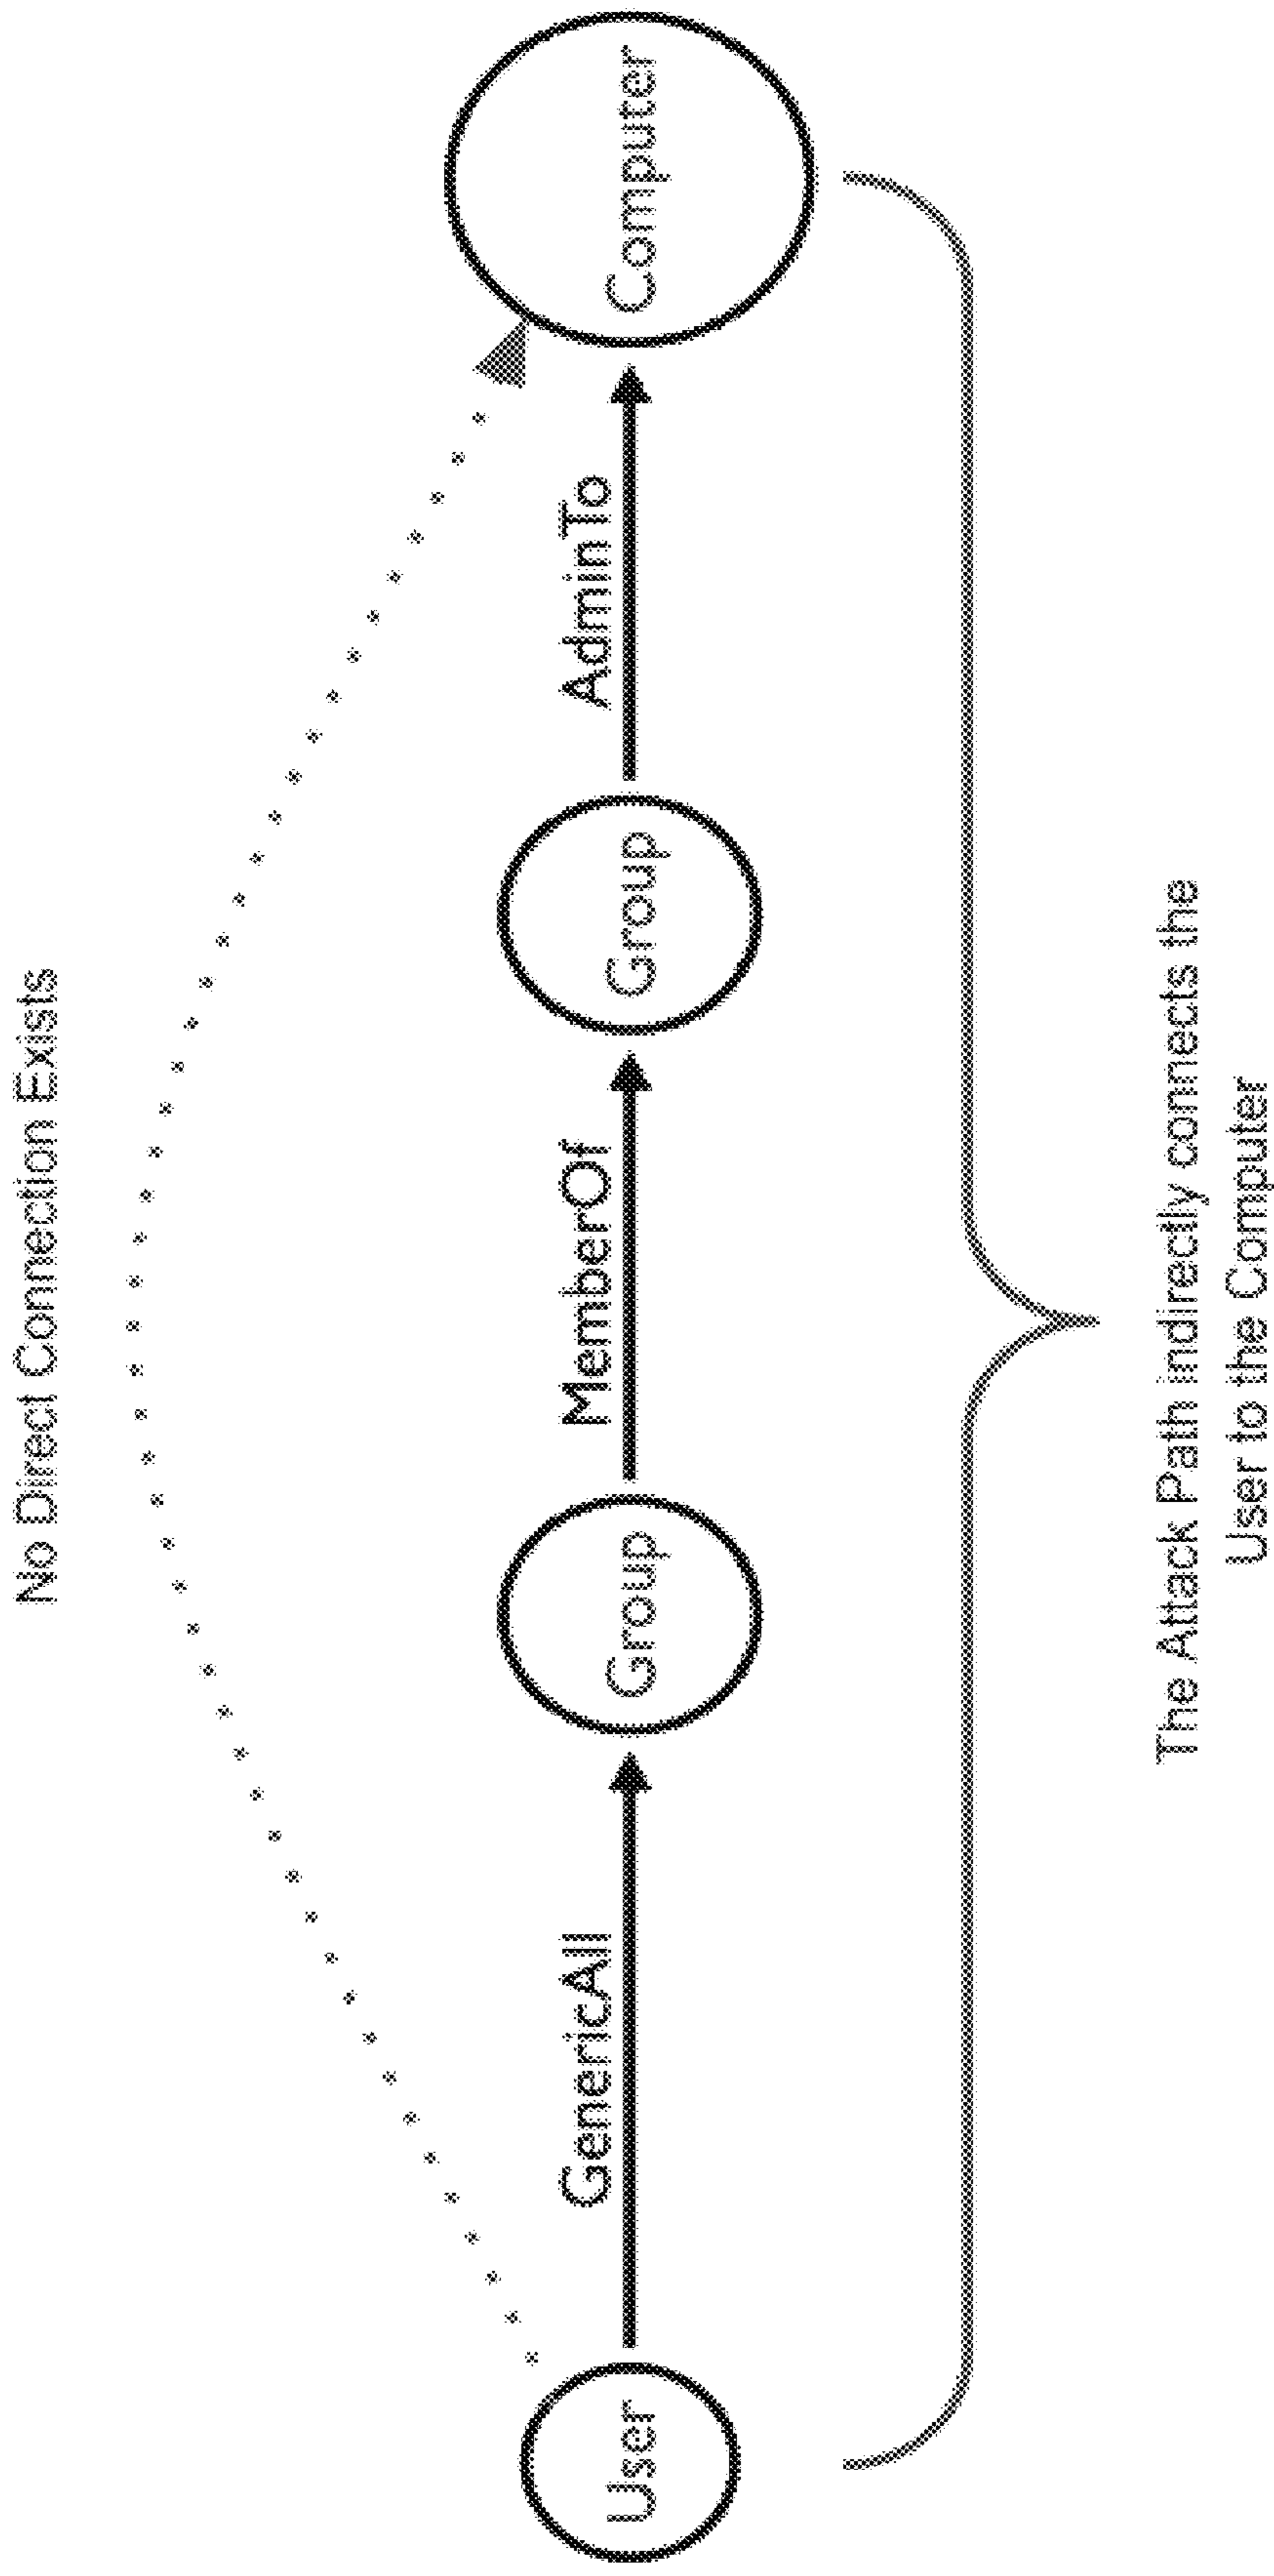 No Direct Connection Exists
User
GenericAll
Group
MemberOf
Group
AdminTo
Computer
The Attack Path indirectly connects the
User to the Computer